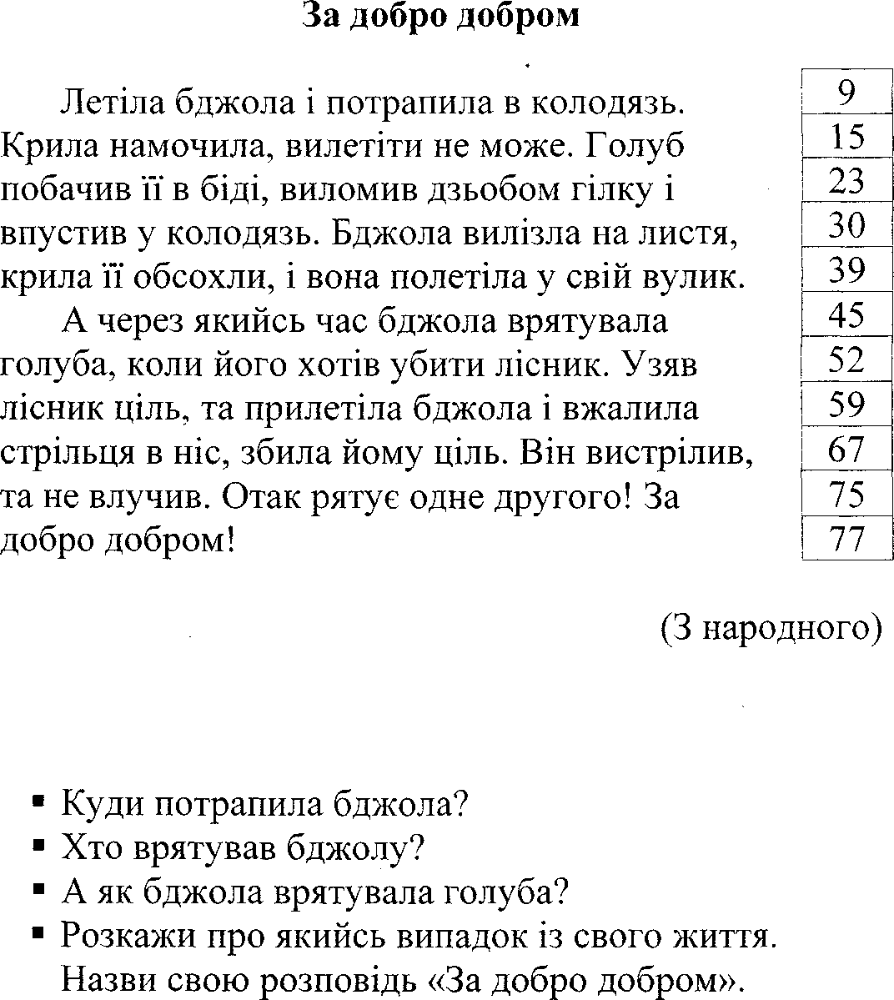 За добро добром
Летіла бджола і потрапила в колодязь. 9
Крила намочила, вилетіти не може. Голуб 15
побачив її в біді, виломив дзьобом гілку і 23
впустив у колодязь. Бджола вилізла на листя, 30
крила її обсохли, і вона полетіла у свій вулик. 39
А через якийсь час бджола врятувала 45
голуба, коли його хотів убити лісник. Узяв 52
лісник ціль, та прилетіла бджола і вжалила 59
стрільця в ніс, збила йому ціль. Він вистрілив, 67
та не влучив. Отак рятує одне другого! За 75
добро добром! 77
(З народного)
▪ Куди потрапила бджола?
▪ Хто врятував бджолу?
▪ А як бджола врятувала голуба?
▪ Розкажи про якийсь випадок із свого життя.
Назви свою розповідь «За добро добром».